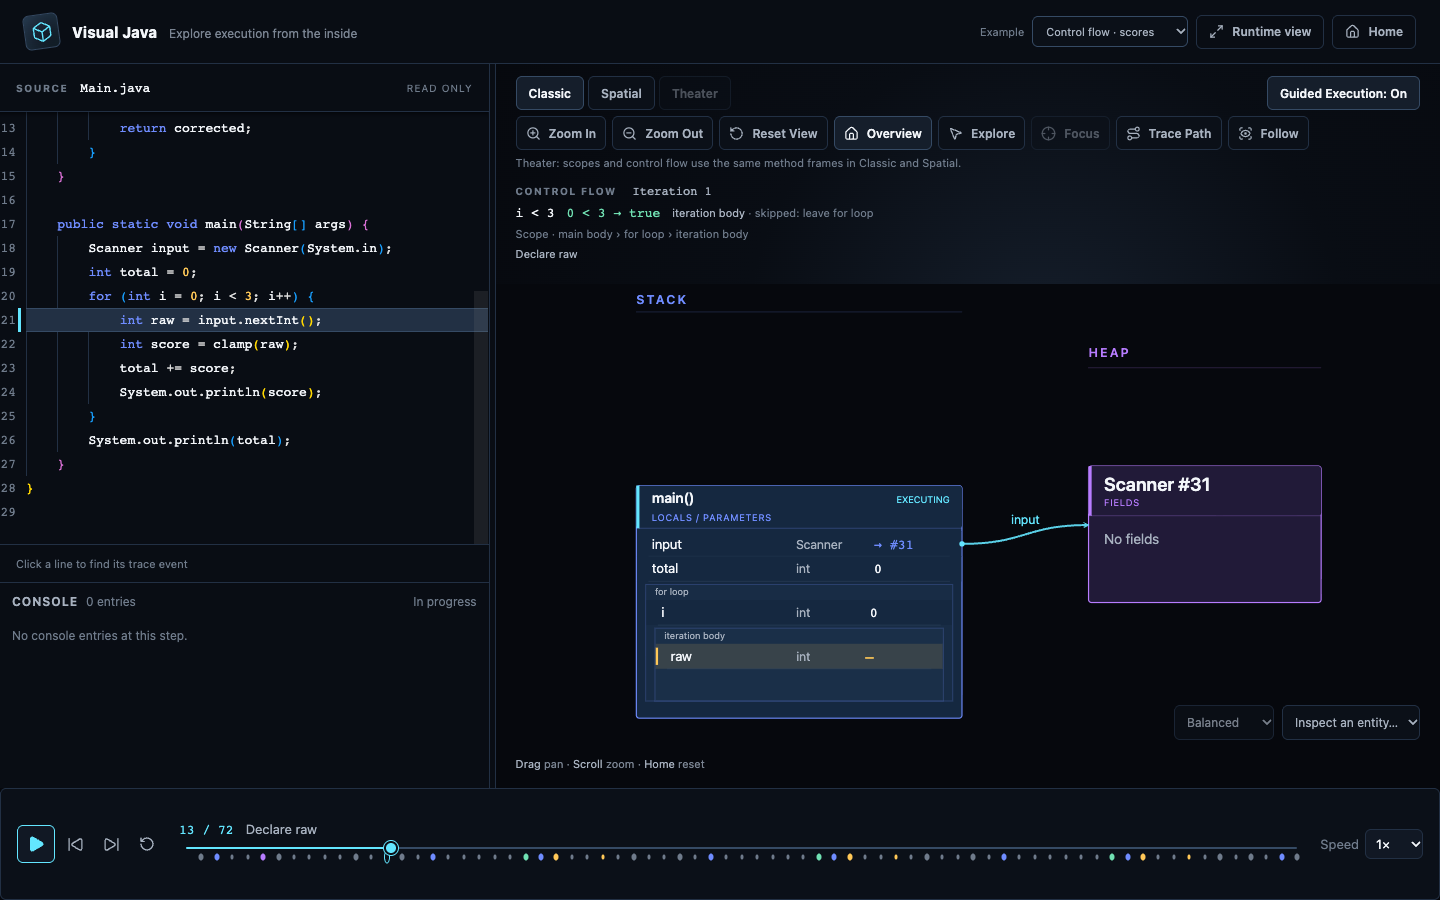 Visual Java
Explore execution from the inside
Example
Control flow · scores
Runtime view
Home
SOURCE Main.java
READ ONLY
13 return corrected;
14 }
15 }
16
17 public static void main(String[] args) {
18 Scanner input = new Scanner(System.in);
19 int total = 0;
20 for (int i = 0; i < 3; i++) {
21 int raw = input.nextInt();
22 int score = clamp(raw);
23 total += score;
24 System.out.println(score);
25 }
26 System.out.println(total);
27 }
28 }
29
Click a line to find its trace event
CONSOLE 0 entries
In progress
No console entries at this step.
Classic
Spatial
Theater
Guided Execution: On
Zoom In
Zoom Out
Reset View
Overview
Explore
Focus
Trace Path
Follow
Theater: scopes and control flow use the same method frames in Classic and Spatial.
CONTROL FLOW Iteration 1
i < 3 0 < 3 → true iteration body · skipped: leave for loop
Scope · main body › for loop › iteration body
Declare raw
STACK
HEAP
main()
EXECUTING
LOCALS / PARAMETERS
input Scanner → #31
total int 0
for loop
i int 0
iteration body
raw int —
input
Scanner #31
FIELDS
No fields
Balanced
Inspect an entity...
Drag pan · Scroll zoom · Home reset
13 / 72 Declare raw
Speed
1×